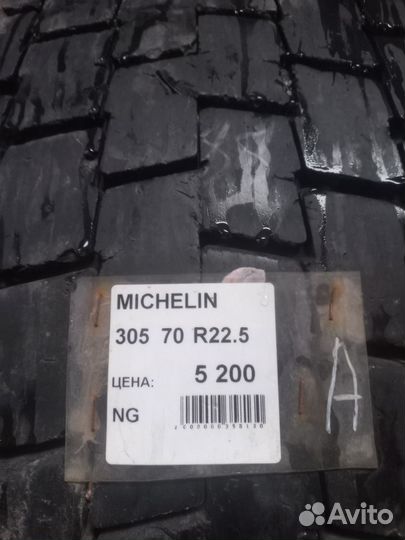 MICHELIN
305 70 R22.5
ЦЕНА: 5 200
NG
A
Avito